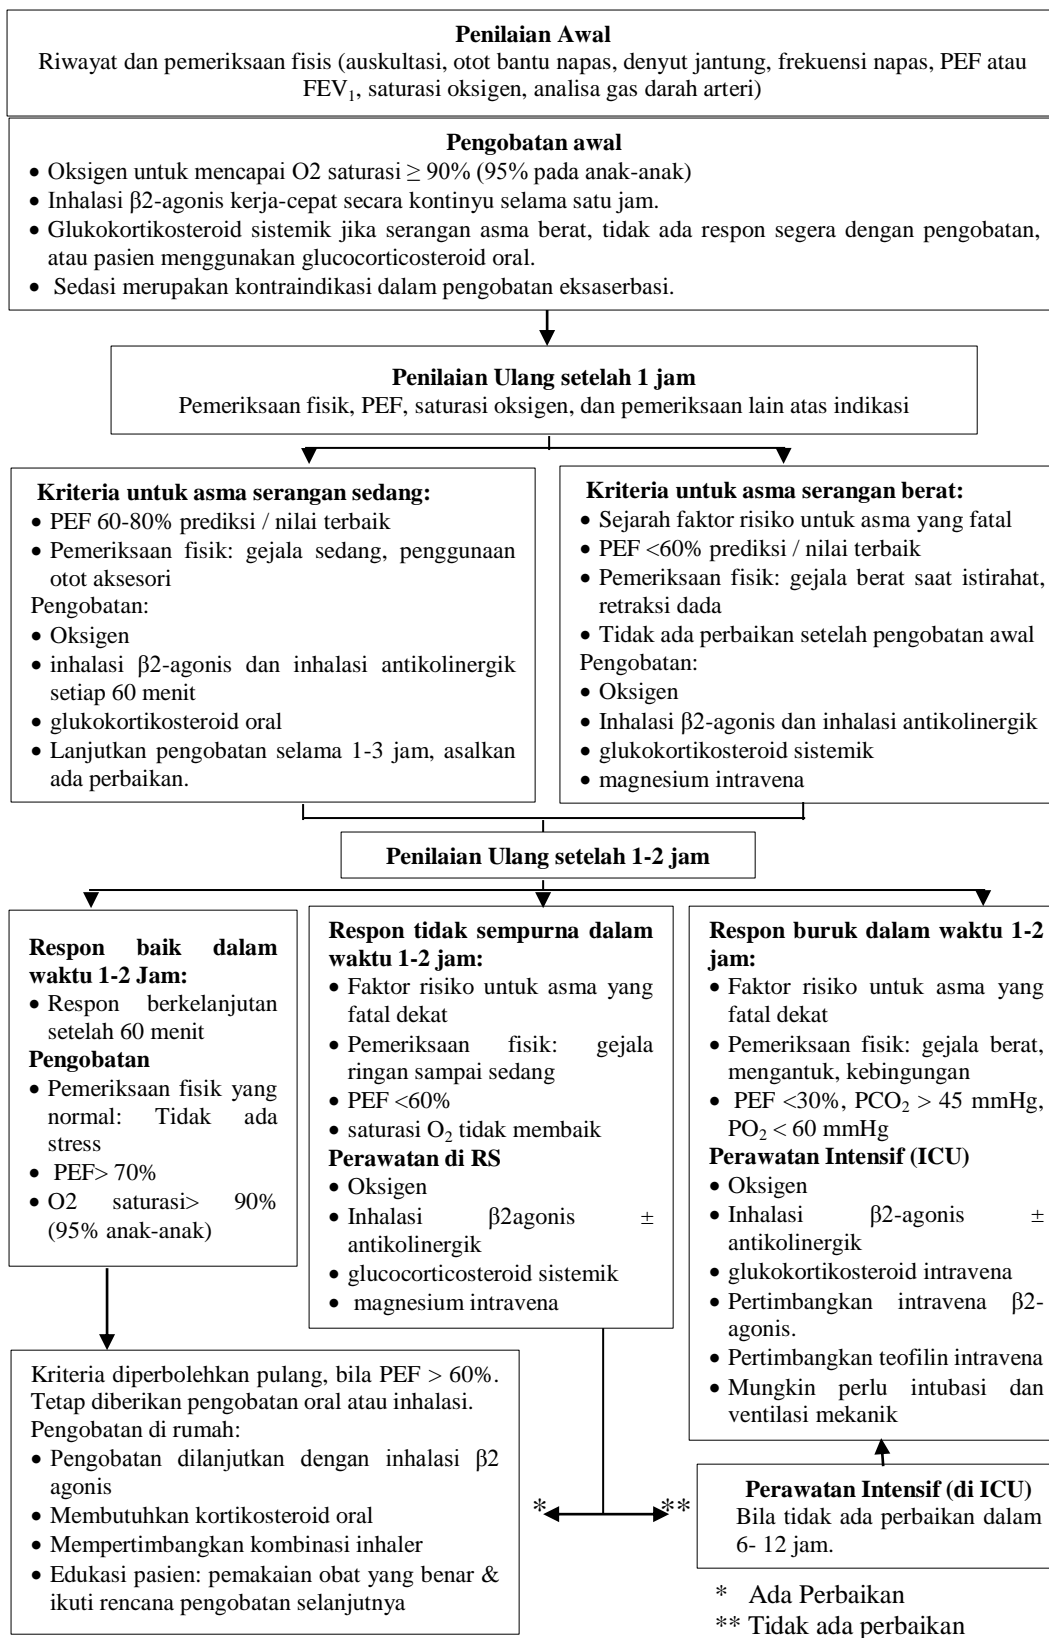 Penilaian Awal
Riwayat dan pemeriksaan fisis (auskultasi, otot bantu napas, denyut jantung, frekuensi napas, PEF atau
FEV₁, saturasi oksigen, analisa gas darah arteri)
Pengobatan awal
• Oksigen untuk mencapai O2 saturasi ≥ 90% (95% pada anak-anak)
• Inhalasi β2-agonis kerja-cepat secara kontinyu selama satu jam.
• Glukokortikosteroid sistemik jika serangan asma berat, tidak ada respon segera dengan pengobatan,
atau pasien menggunakan glucocorticosteroid oral.
• Sedasi merupakan kontraindikasi dalam pengobatan eksaserbasi.
Penilaian Ulang setelah 1 jam
Pemeriksaan fisik, PEF, saturasi oksigen, dan pemeriksaan lain atas indikasi
Kriteria untuk asma serangan sedang:
• PEF 60-80% prediksi / nilai terbaik
• Pemeriksaan fisik: gejala sedang, penggunaan
otot aksesori
Pengobatan:
• Oksigen
• inhalasi β2-agonis dan inhalasi antikolinergik
setiap 60 menit
• glukokortikosteroid oral
• Lanjutkan pengobatan selama 1-3 jam, asalkan
ada perbaikan.
Kriteria untuk asma serangan berat:
• Sejarah faktor risiko untuk asma yang fatal
• PEF <60% prediksi / nilai terbaik
• Pemeriksaan fisik: gejala berat saat istirahat,
retraksi dada
• Tidak ada perbaikan setelah pengobatan awal
Pengobatan:
• Oksigen
• Inhalasi β2-agonis dan inhalasi antikolinergik
• glukokortikosteroid sistemik
• magnesium intravena
Penilaian Ulang setelah 1-2 jam
Respon baik dalam
waktu 1-2 Jam:
• Respon berkelanjutan
setelah 60 menit
Pengobatan
• Pemeriksaan fisik yang
normal: Tidak ada
stress
• PEF> 70%
• O2 saturasi> 90%
(95% anak-anak)
Respon tidak sempurna dalam
waktu 1-2 jam:
• Faktor risiko untuk asma yang
fatal dekat
• Pemeriksaan fisik: gejala
ringan sampai sedang
• PEF <60%
• saturasi O₂ tidak membaik
Perawatan di RS
• Oksigen
• Inhalasi β2agonis ±
antikolinergik
• glucocorticosteroid sistemik
• magnesium intravena
Respon buruk dalam waktu 1-2
jam:
• Faktor risiko untuk asma yang
fatal dekat
• Pemeriksaan fisik: gejala berat,
mengantuk, kebingungan
• PEF <30%, PCO₂ > 45 mmHg,
PO₂ < 60 mmHg
Perawatan Intensif (ICU)
• Oksigen
• Inhalasi β2-agonis ±
antikolinergik
• glukokortikosteroid intravena
• Pertimbangkan intravena β2-
agonis.
• Pertimbangkan teofilin intravena
• Mungkin perlu intubasi dan
ventilasi mekanik
Kriteria diperbolehkan pulang, bila PEF > 60%.
Tetap diberikan pengobatan oral atau inhalasi.
Pengobatan di rumah:
• Pengobatan dilanjutkan dengan inhalasi β2
agonis
• Membutuhkan kortikosteroid oral
• Mempertimbangkan kombinasi inhaler
• Edukasi pasien: pemakaian obat yang benar &
ikuti rencana pengobatan selanjutnya
* **
Perawatan Intensif (di ICU)
Bila tidak ada perbaikan dalam
6- 12 jam.
* Ada Perbaikan
** Tidak ada perbaikan